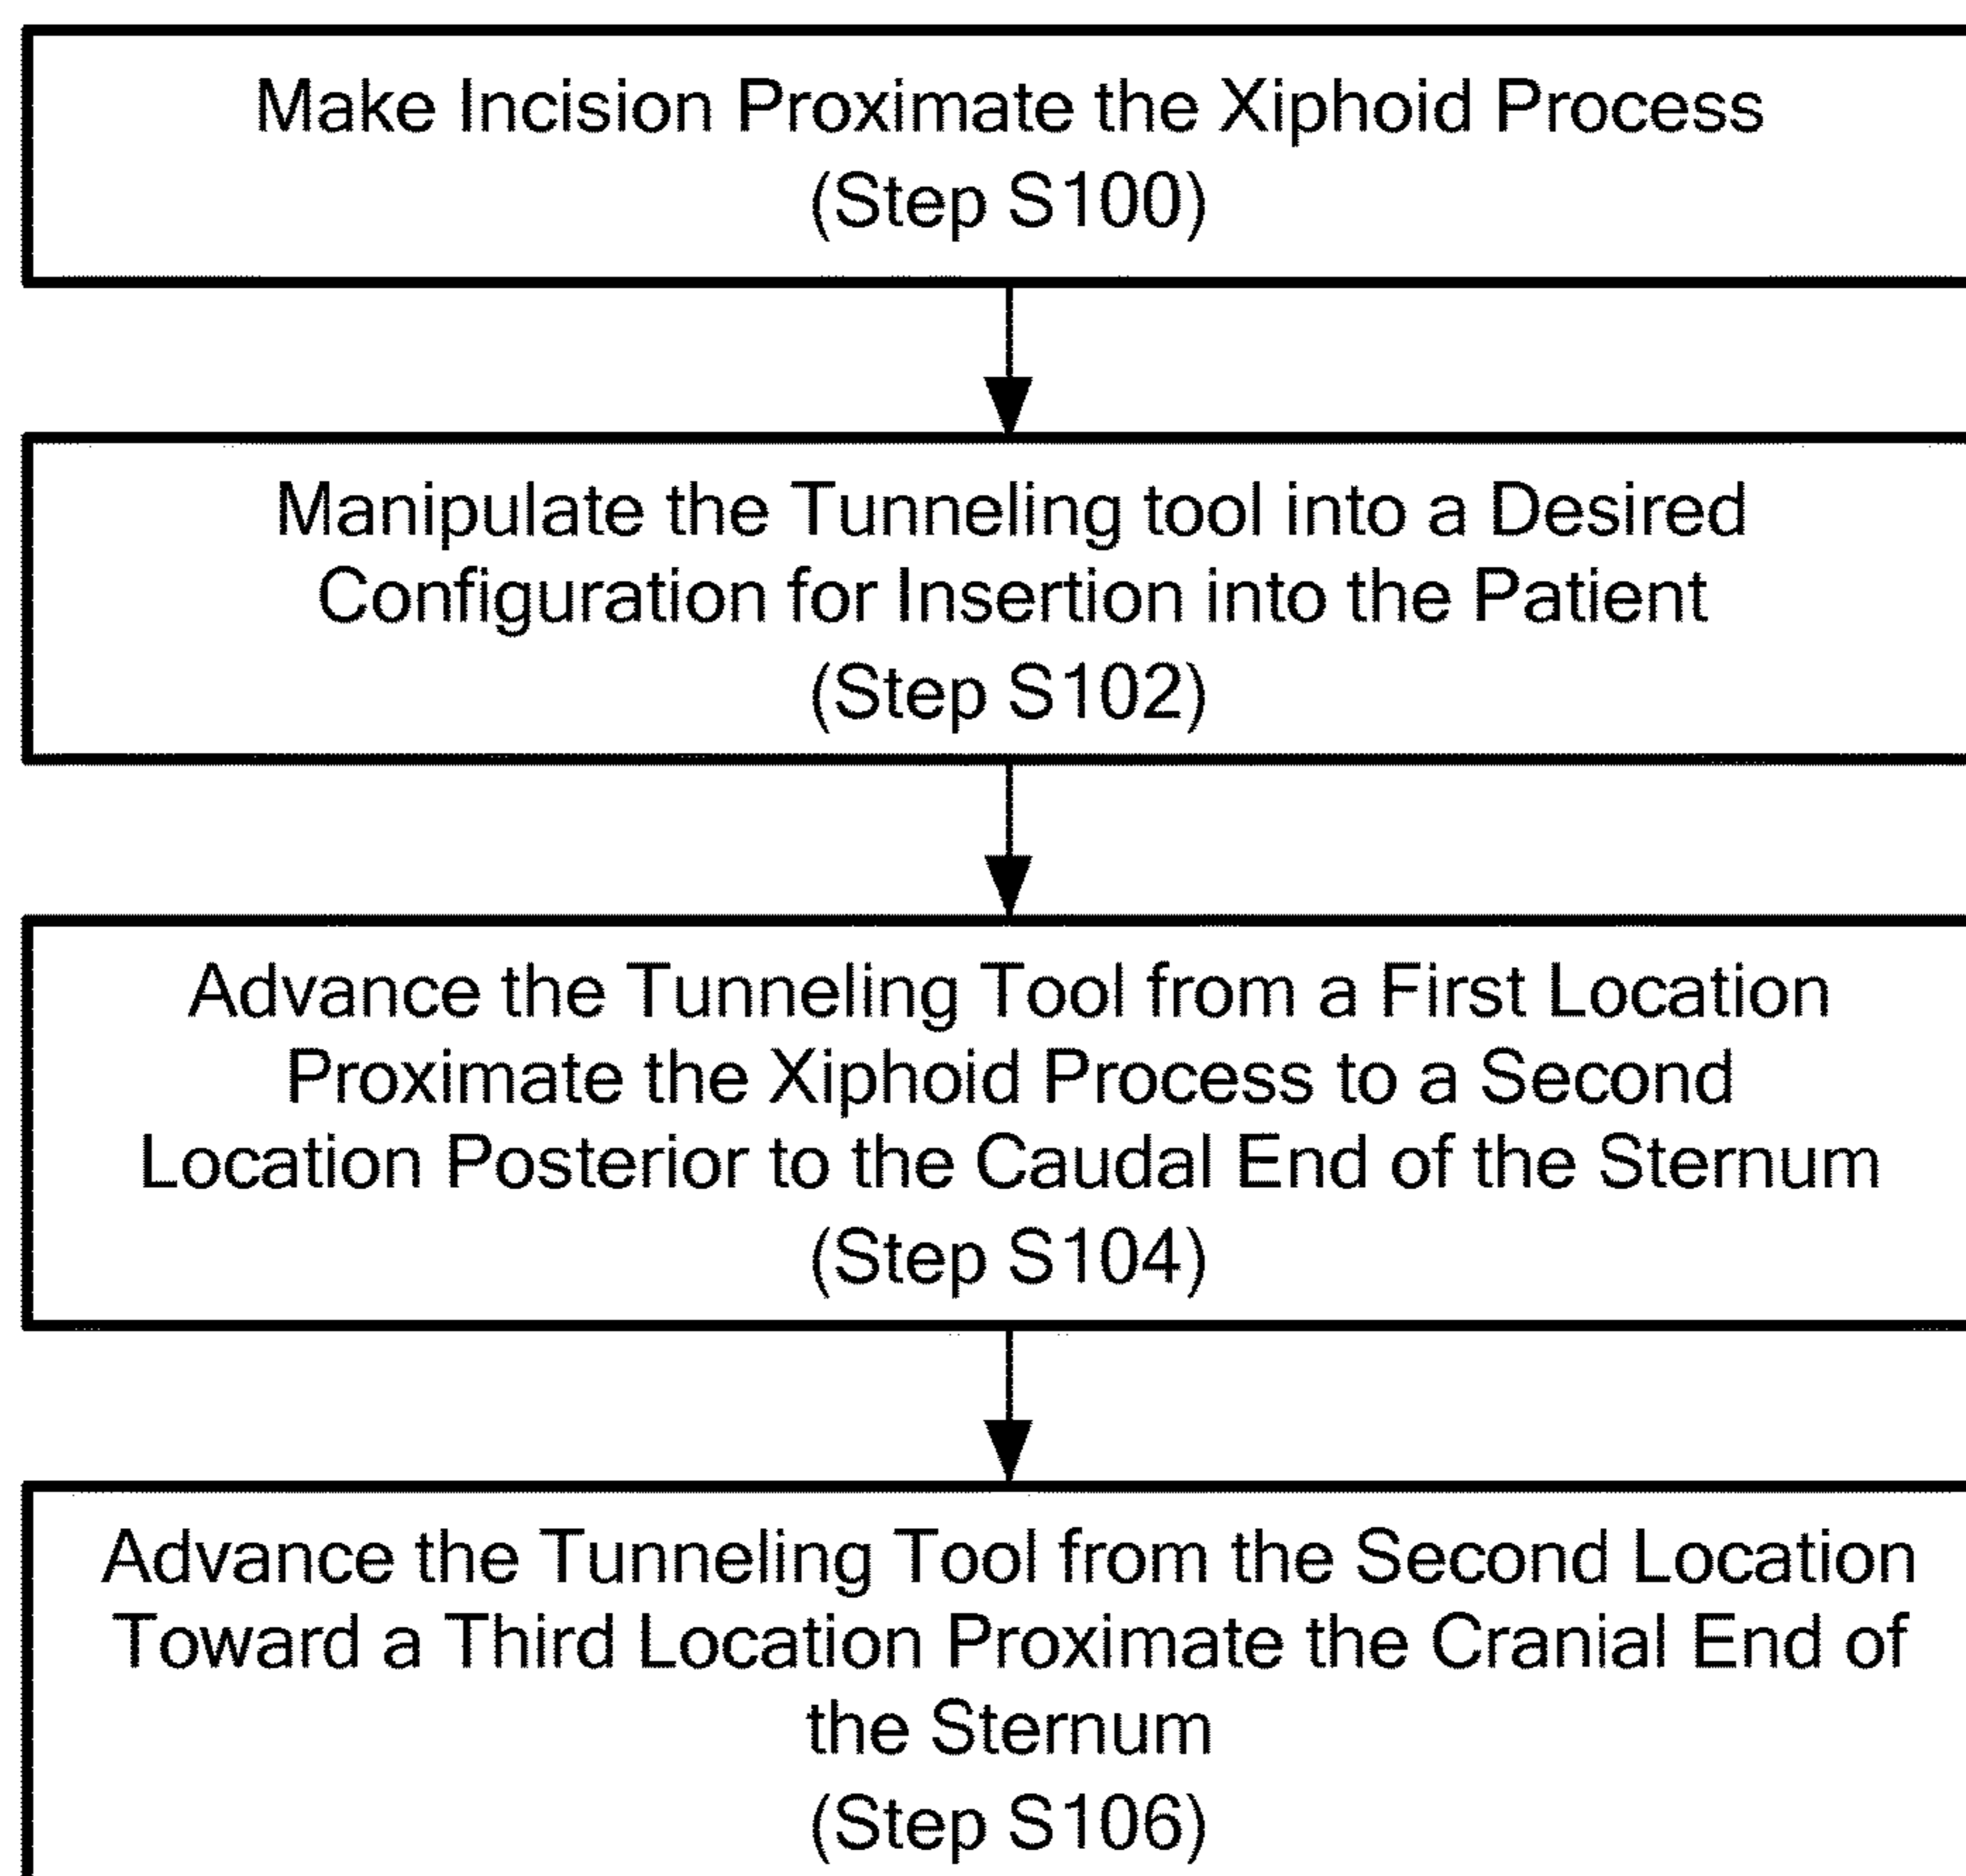 Make Incision Proximate the Xiphoid Process
(Step S100)
Manipulate the Tunneling tool into a Desired
Configuration for Insertion into the Patient
(Step S102)
Advance the Tunneling Tool from a First Location
Proximate the Xiphoid Process to a Second
Location Posterior to the Caudal End of the Sternum
(Step S104)
Advance the Tunneling Tool from the Second Location
Toward a Third Location Proximate the Cranial End of
the Sternum
(Step S106)